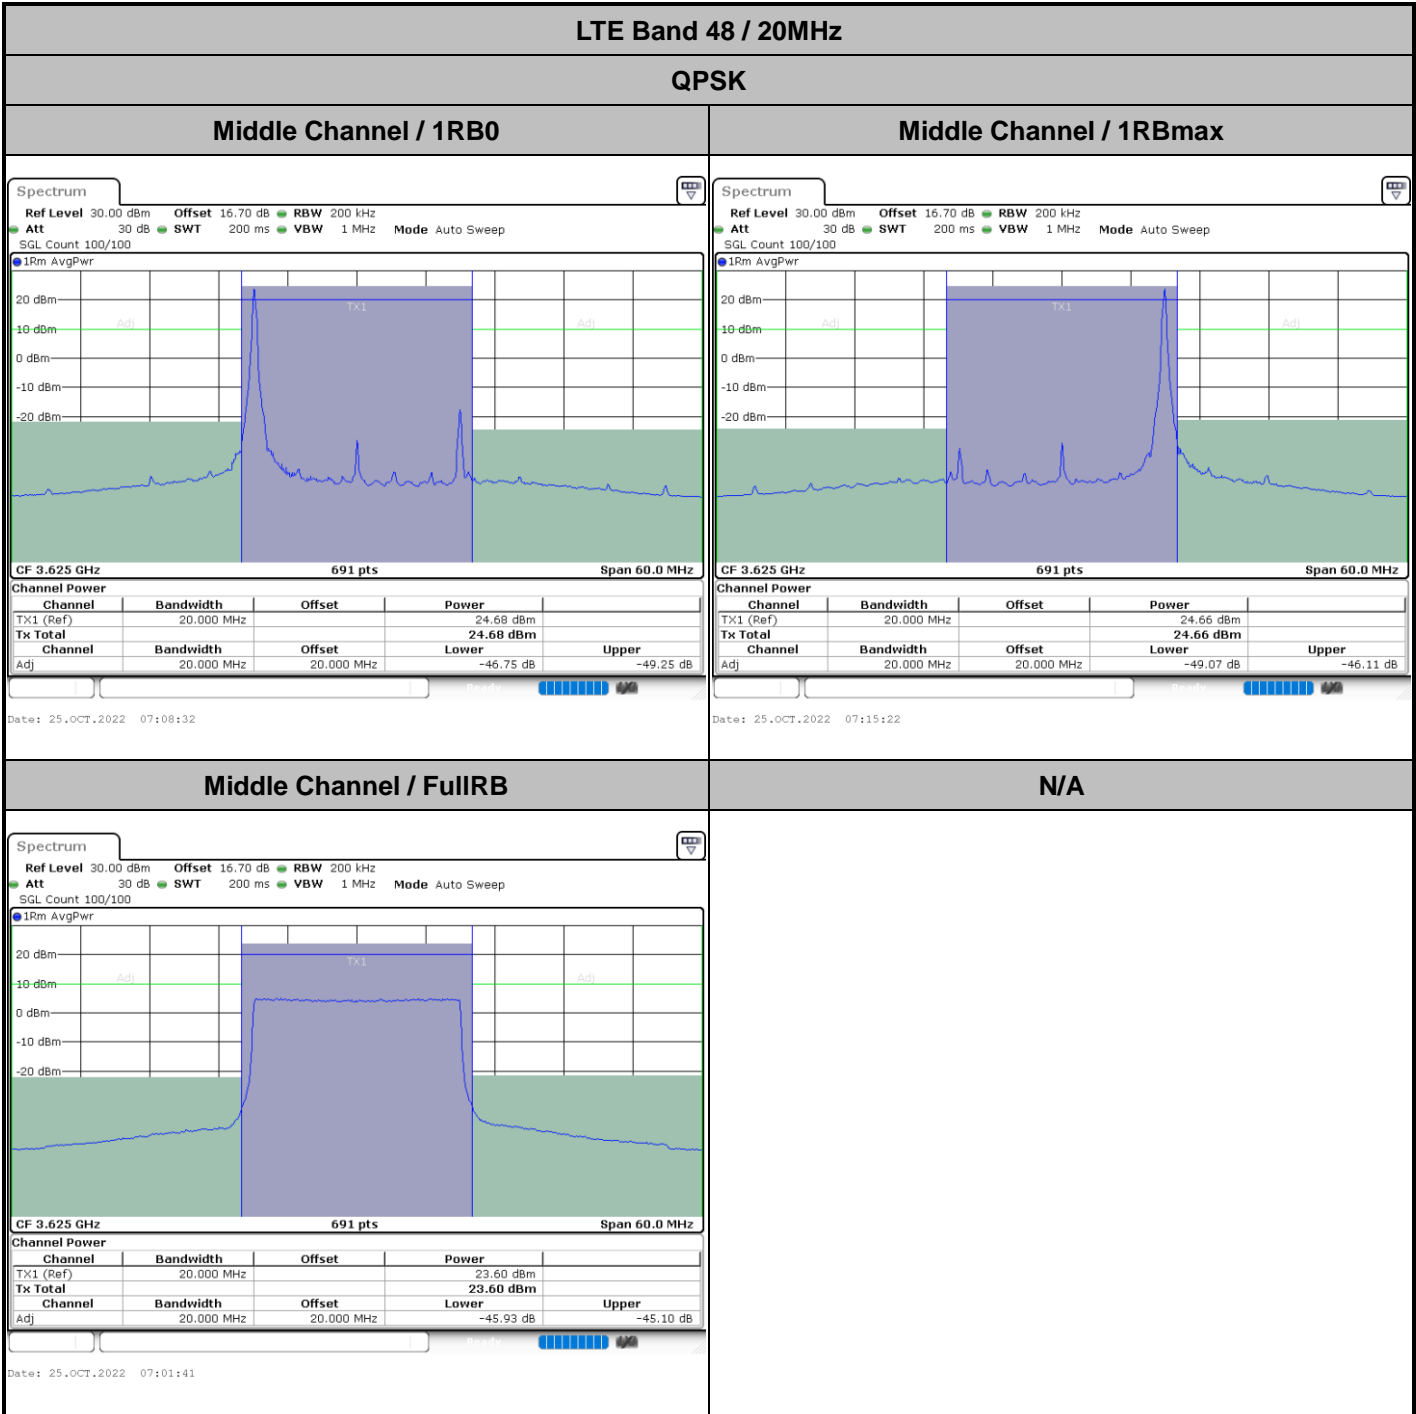 LTE Band 48 / 20MHz
QPSK
Middle Channel / 1RB0
Spectrum
Ref Level 30.00 dBm Offset 16.70 dB RBW 200 kHz
Att 30 dB SWT 200 ms VBW 1 MHz Mode Auto Sweep
SGL Count 100/100
1Rm AvgPwr
TX1
Adj
Adj
20 dBm
10 dBm
0 dBm
-10 dBm
-20 dBm
CF 3.625 GHz 691 pts Span 60.0 MHz
Channel Power
Channel Bandwidth Offset Power
TX1 (Ref) 20.000 MHz 24.68 dBm
Tx Total 24.68 dBm
Channel Bandwidth Offset Lower Upper
Adj 20.000 MHz 20.000 MHz -46.75 dB -49.25 dB
Ready
Date: 25.OCT.2022 07:08:32
Middle Channel / 1RBmax
Spectrum
Ref Level 30.00 dBm Offset 16.70 dB RBW 200 kHz
Att 30 dB SWT 200 ms VBW 1 MHz Mode Auto Sweep
SGL Count 100/100
1Rm AvgPwr
TX1
Adj
Adj
20 dBm
10 dBm
0 dBm
-10 dBm
-20 dBm
CF 3.625 GHz 691 pts Span 60.0 MHz
Channel Power
Channel Bandwidth Offset Power
TX1 (Ref) 20.000 MHz 24.66 dBm
Tx Total 24.66 dBm
Channel Bandwidth Offset Lower Upper
Adj 20.000 MHz 20.000 MHz -49.07 dB -46.11 dB
Ready
Date: 25.OCT.2022 07:15:22
Middle Channel / FullRB
Spectrum
Ref Level 30.00 dBm Offset 16.70 dB RBW 200 kHz
Att 30 dB SWT 200 ms VBW 1 MHz Mode Auto Sweep
SGL Count 100/100
1Rm AvgPwr
TX1
Adj
Adj
20 dBm
10 dBm
0 dBm
-10 dBm
-20 dBm
CF 3.625 GHz 691 pts Span 60.0 MHz
Channel Power
Channel Bandwidth Offset Power
TX1 (Ref) 20.000 MHz 23.60 dBm
Tx Total 23.60 dBm
Channel Bandwidth Offset Lower Upper
Adj 20.000 MHz 20.000 MHz -45.93 dB -45.10 dB
Ready
Date: 25.OCT.2022 07:01:41
N/A